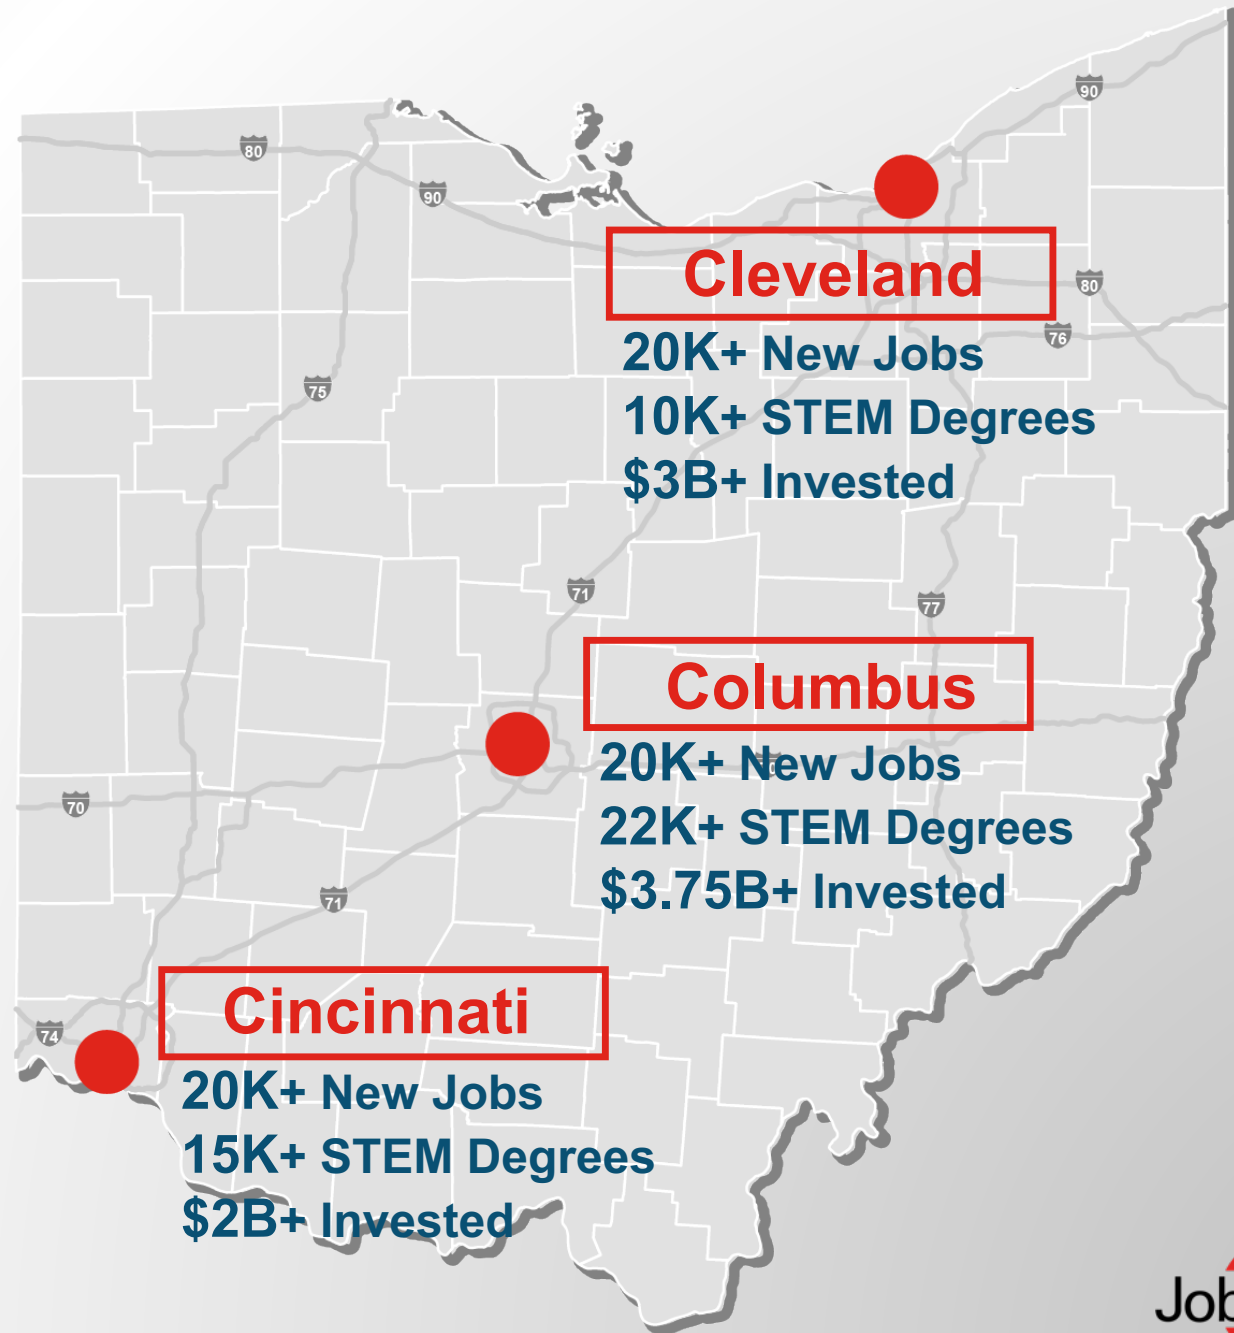 90
80
90
Cleveland
80
20K+ New Jobs
76
75
10K+ STEM Degrees
$3B+ Invested
71
77
Columbus
20K+ New Jobs
70
22K+ STEM Degrees
$3.75B+ Invested
71
Cincinnati
74
20K+ New Jobs
15K+ STEM Degrees
$2B+ Invested
Job